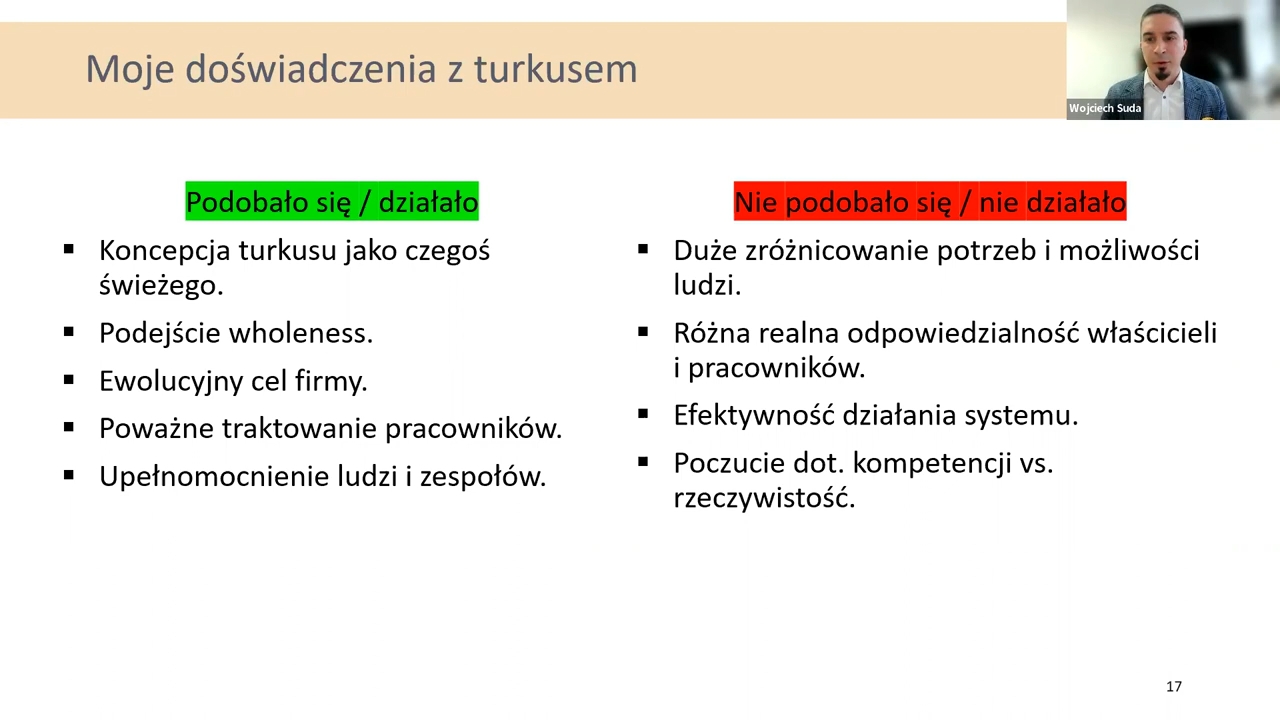 Moje doświadczenia z turkusem
Wojciech Suda
Podobało się / działało
Koncepcja turkusu jako czegoś
świeżego.
Podejście wholeness.
Ewolucyjny cel firmy.
Poważne traktowanie pracowników.
Upełnomocnienie ludzi i zespołów.
Nie podobało się / nie działało
Duże zróżnicowanie potrzeb i możliwości
ludzi.
Różna realna odpowiedzialność właścicieli
i pracowników.
Efektywność działania systemu.
Poczucie dot. kompetencji vs.
rzeczywistość.
17